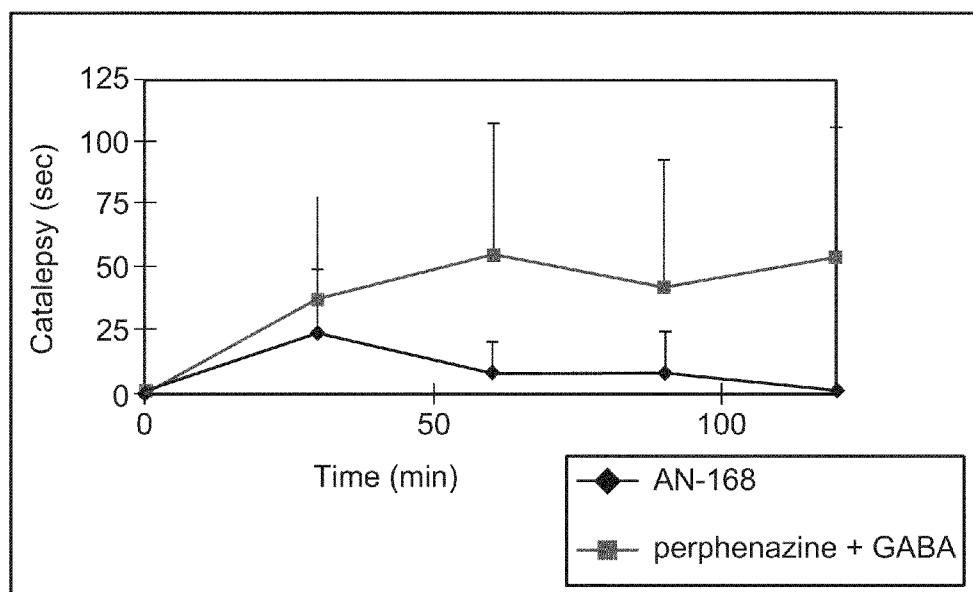 125
100
75
50
25
0
Catalepsy (sec)
0 50 100
Time (min)
AN-168
perphenazine + GABA